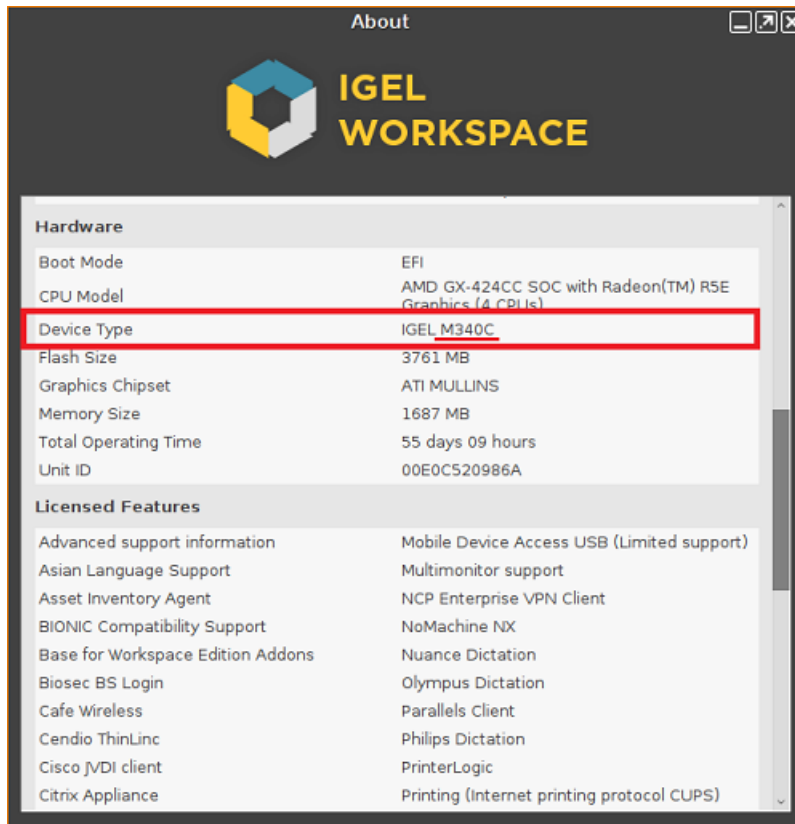 About
IGEL
WORKSPACE
Hardware
Boot Mode EFI
CPU Model AMD GX-424CC SOC with Radeon(TM) R5E
Graphics (4 CPUs)
Device Type IGEL M340C
Flash Size 3761 MB
Graphics Chipset ATI MULLINS
Memory Size 1687 MB
Total Operating Time 55 days 09 hours
Unit ID 00E0C520986A
Licensed Features
Advanced support information Mobile Device Access USB (Limited support)
Asian Language Support Multimonitor support
Asset Inventory Agent NCP Enterprise VPN Client
BIONIC Compatibility Support NoMachine NX
Base for Workspace Edition Addons Nuance Dictation
Biosec BS Login Olympus Dictation
Cafe Wireless Parallels Client
Cendio ThinLinc Philips Dictation
Cisco JVDI client PrinterLogic
Citrix Appliance Printing (Internet printing protocol CUPS)